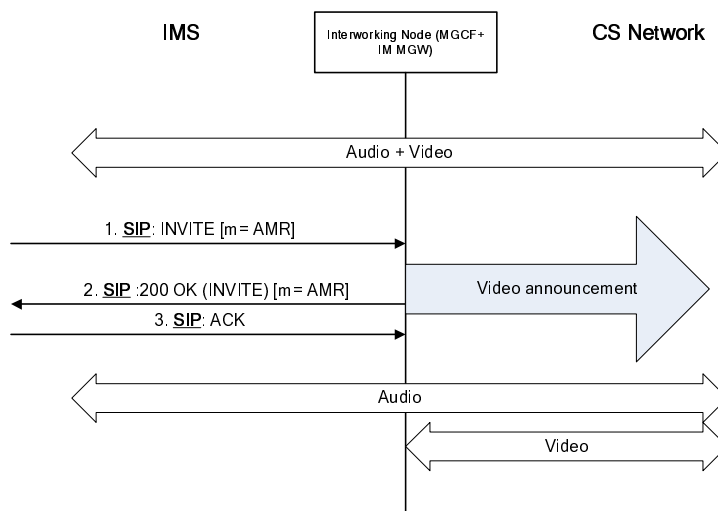 IMS
Interworking Node (MGCF+
IM MGW)
CS Network
Audio + Video
1. SIP: INVITE [m= AMR]
2. SIP :200 OK (INVITE) [m= AMR]
Video announcement
3. SIP: ACK
Audio
Video